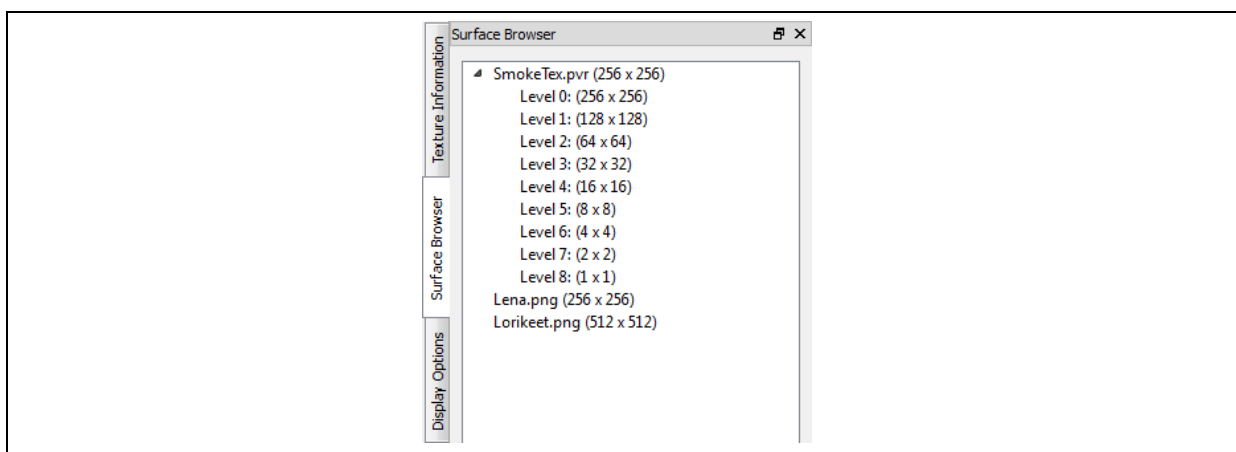 Surface Browser
Texture Information
Surface Browser
Display Options
SmokeTex.pvr (256 x 256)
Level 0: (256 x 256)
Level 1: (128 x 128)
Level 2: (64 x 64)
Level 3: (32 x 32)
Level 4: (16 x 16)
Level 5: (8 x 8)
Level 6: (4 x 4)
Level 7: (2 x 2)
Level 8: (1 x 1)
Lena.png (256 x 256)
Lorikeet.png (512 x 512)